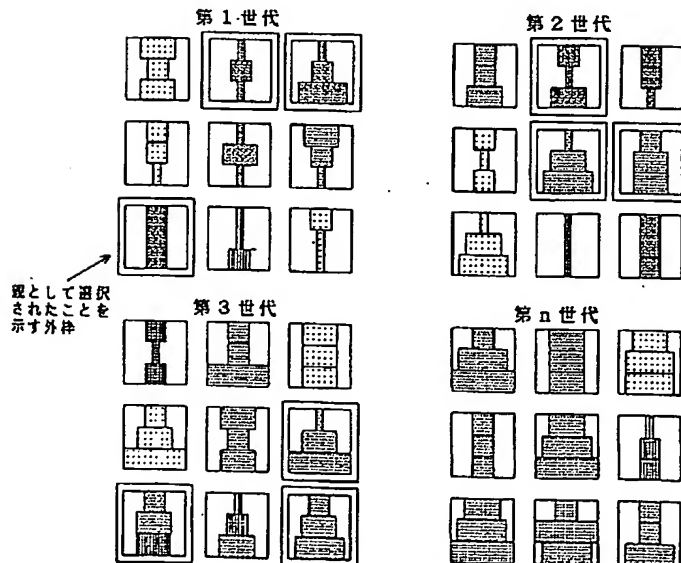 第1世代
第2世代
親として選択
されたことを
示す外枠
第3世代
第n世代